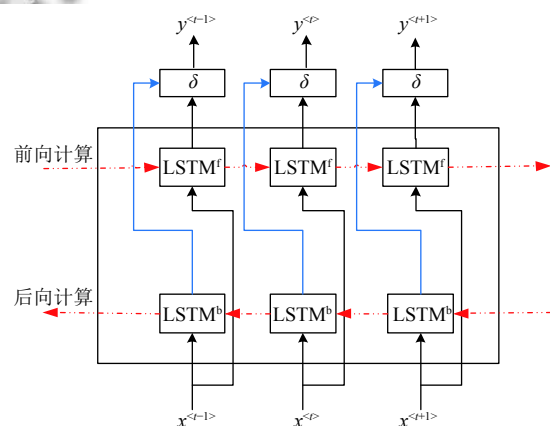 y<t-1> y<t> y<t+1>
δ δ δ
前向计算 LSTMᶠ LSTMᶠ LSTMᶠ
后向计算 LSTMᵇ LSTMᵇ LSTMᵇ
x<t-1> x<t> x<t+1>